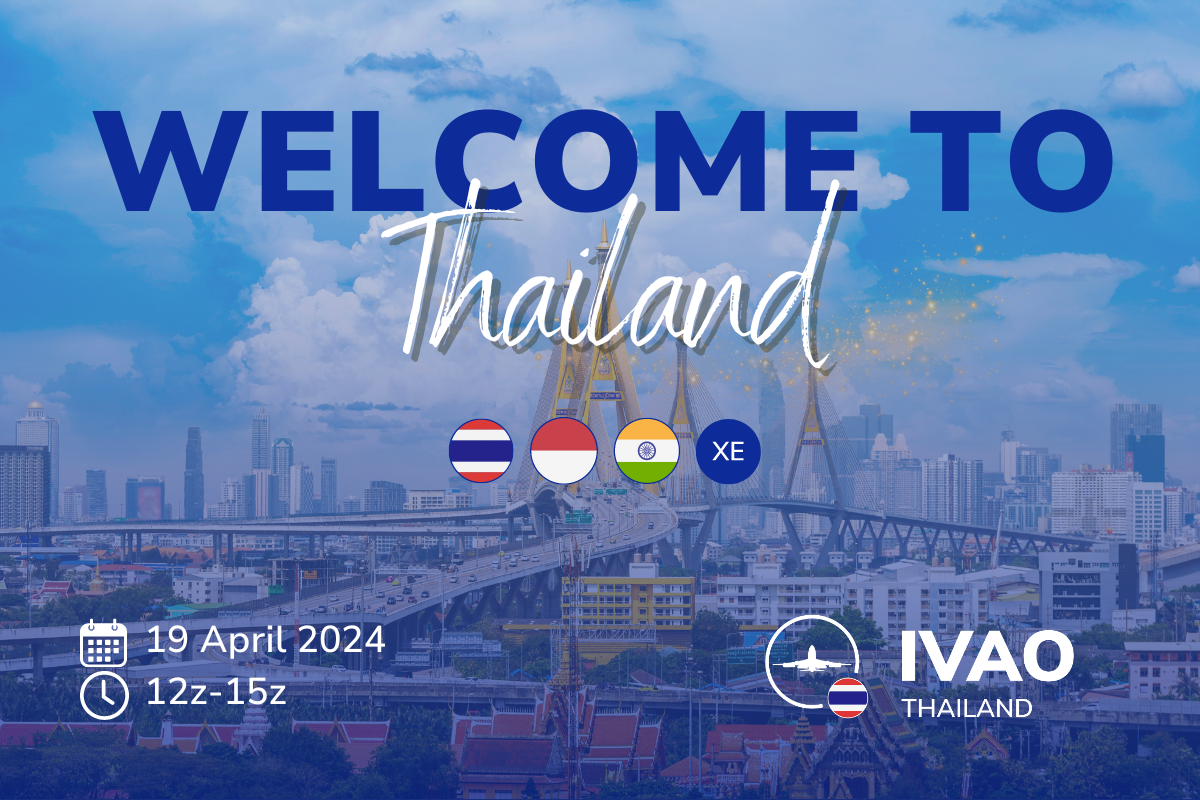 WELCOME TO
Thailand
XE
19 April 2024
12z-15z
IVAO
THAILAND